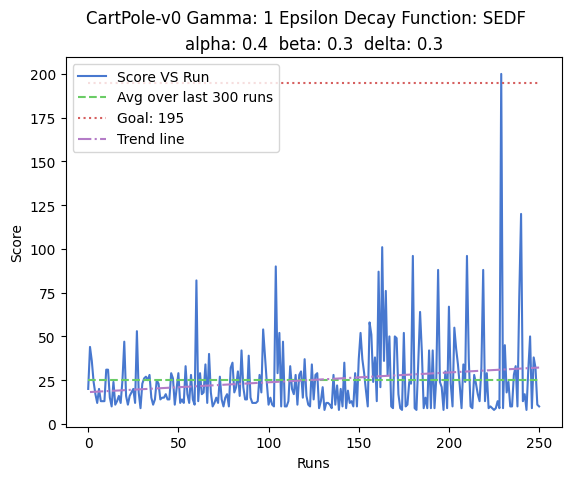 CartPole-v0 Gamma: 1 Epsilon Decay Function: SEDF
alpha: 0.4 beta: 0.3 delta: 0.3
Score VS Run
Avg over last 300 runs
Goal: 195
Trend line
200
175
150
125
100
75
50
25
0
Score
0
50
100
150
200
250
Runs